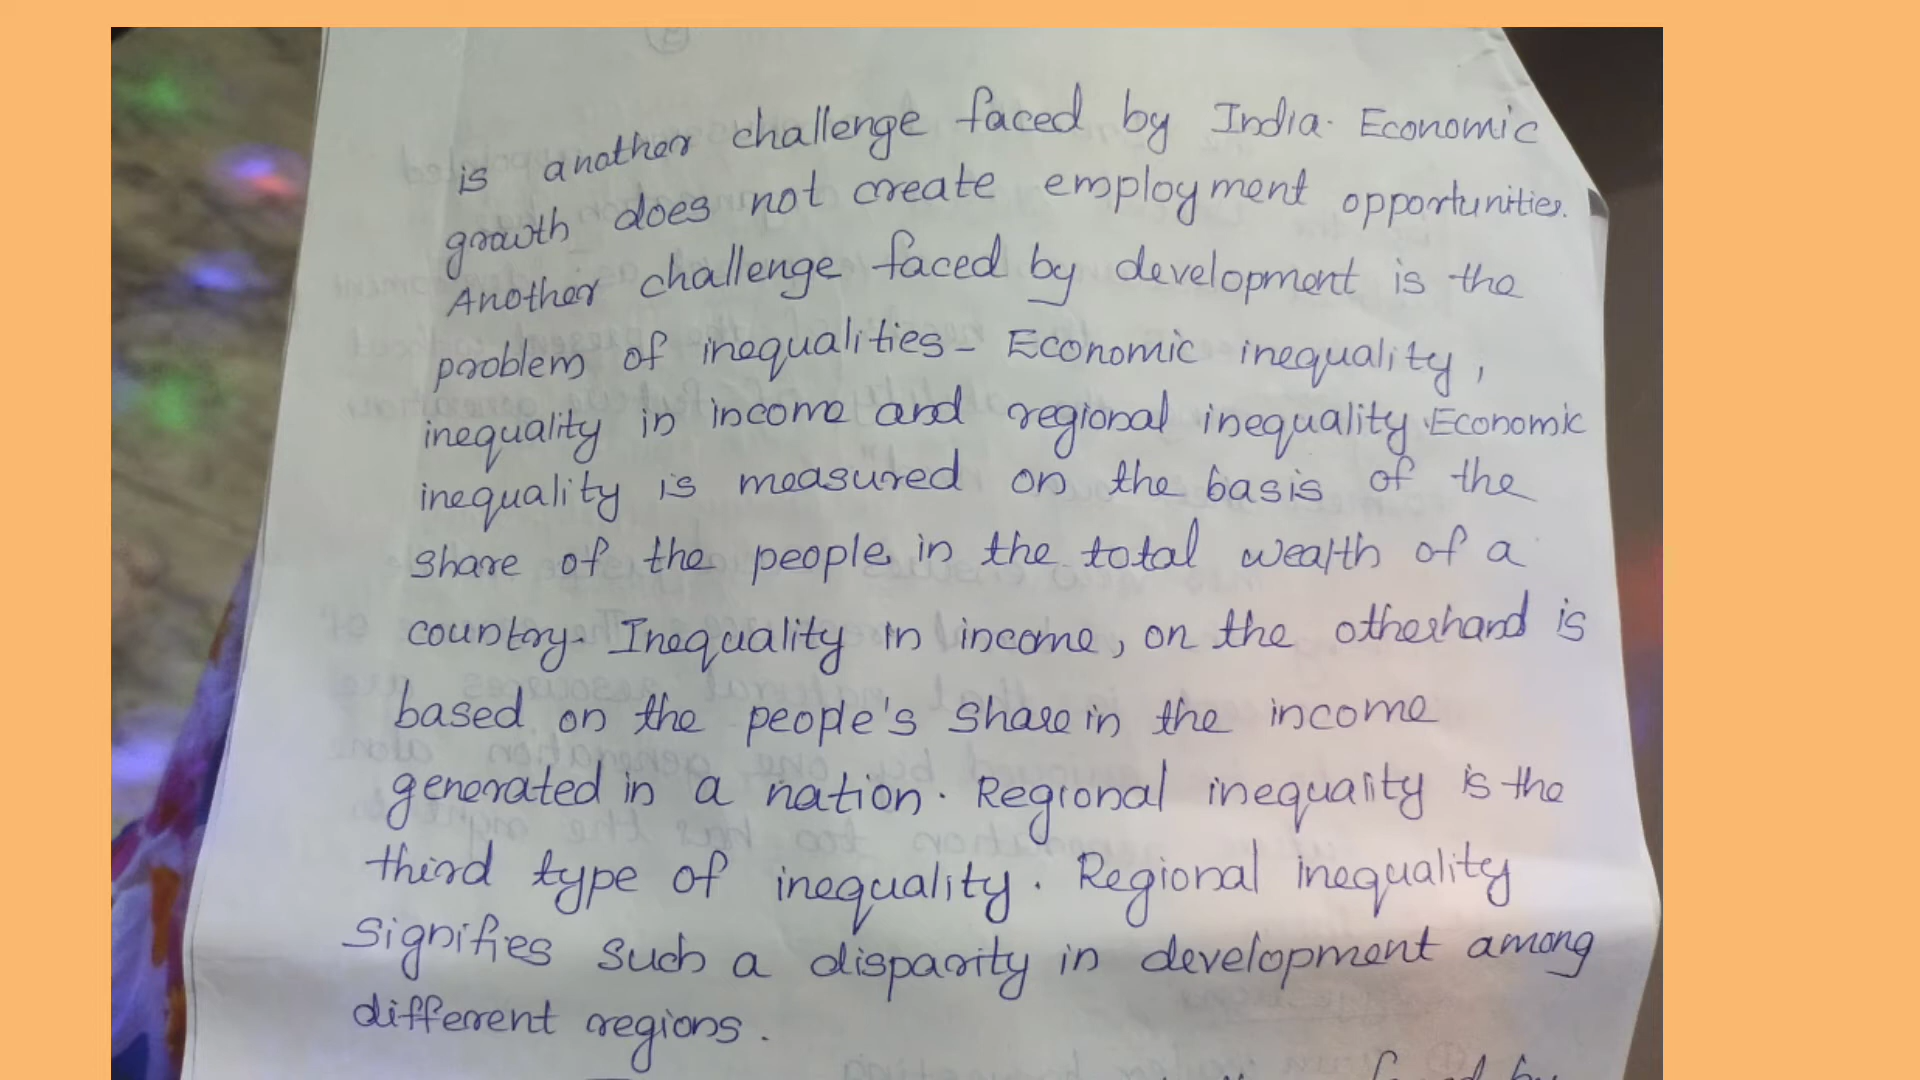 is another challenge faced by India. Economic
growth does not create employment opportunities.
Another challenge faced by development is the
problem of inequalities - Economic inequality,
inequality in income and regional inequality. Economic
inequality is measured on the basis of the
share of the people in the total wealth of a
country. Inequality in income, on the otherhand is
based on the people's share in the income
generated in a nation. Regional inequality is the
third type of inequality. Regional inequality
signifies such a disparity in development among
different regions.